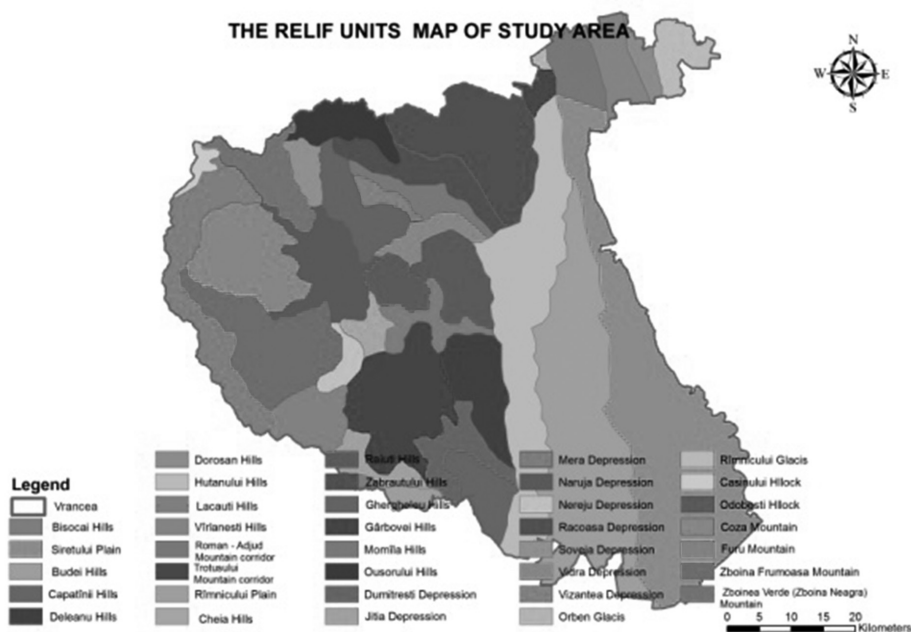 THE RELIF UNITS MAP OF STUDY AREA
N
W E
S
Legend
Vrancea
Bisocai Hills
Siretului Plain
Budei Hills
Capatînii Hills
Deleanu Hills
Dorosan Hills
Hutanului Hills
Lacauti Hills
Vîrlanesti Hills
Roman - Adjud
Mountain corridor
Trotusului
Mountain corridor
Rîmnicului Plain
Cheia Hills
Raiuti Hills
Zabrautului Hills
Ghergheleu Hills
Gârbovei Hills
Momîla Hills
Ousorului Hills
Dumitresti Depression
Jitia Depression
Mera Depression
Naruja Depression
Nereju Depression
Racoasa Depression
Soveja Depression
Vidra Depression
Vizantea Depression
Orben Glacis
Rîmnicului Glacis
Casinului Hllock
Odobesti Hllock
Coza Mountain
Furu Mountain
Zboina Frumoasa Mountain
Zboinea Verde (Zboina Neagra)
Mountain
0 5 10 15 20
Kilometers